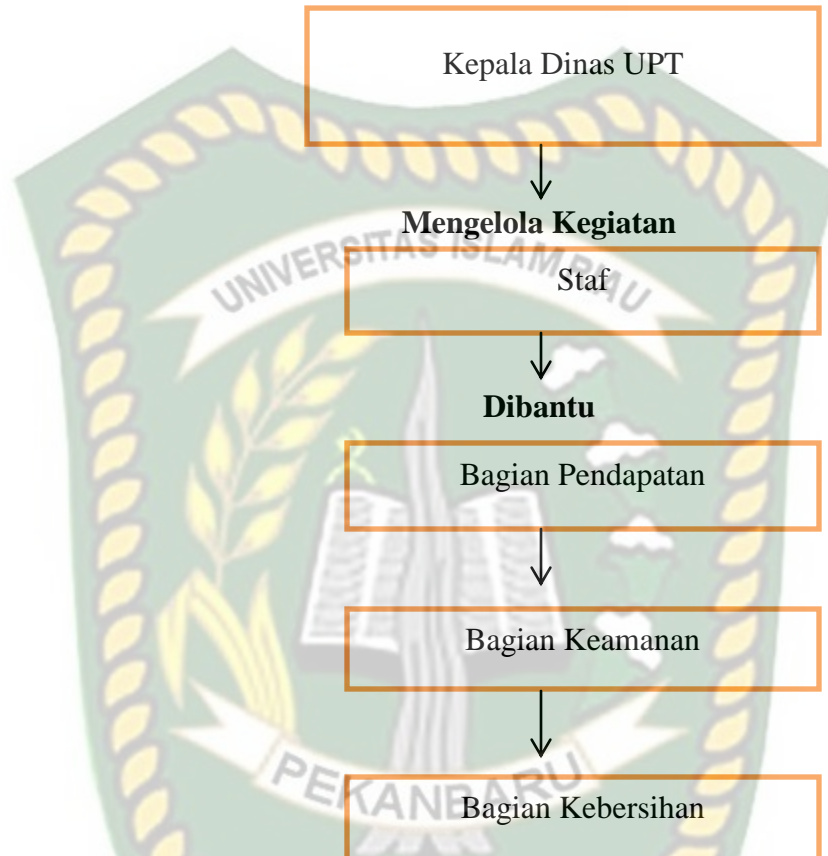 Kepala Dinas UPT
Mengelola Kegiatan
UNIVERSITAS ISLAM RIAU
Staf
Dibantu
Bagian Pendapatan
Bagian Keamanan
PEKANBARU
Bagian Kebersihan